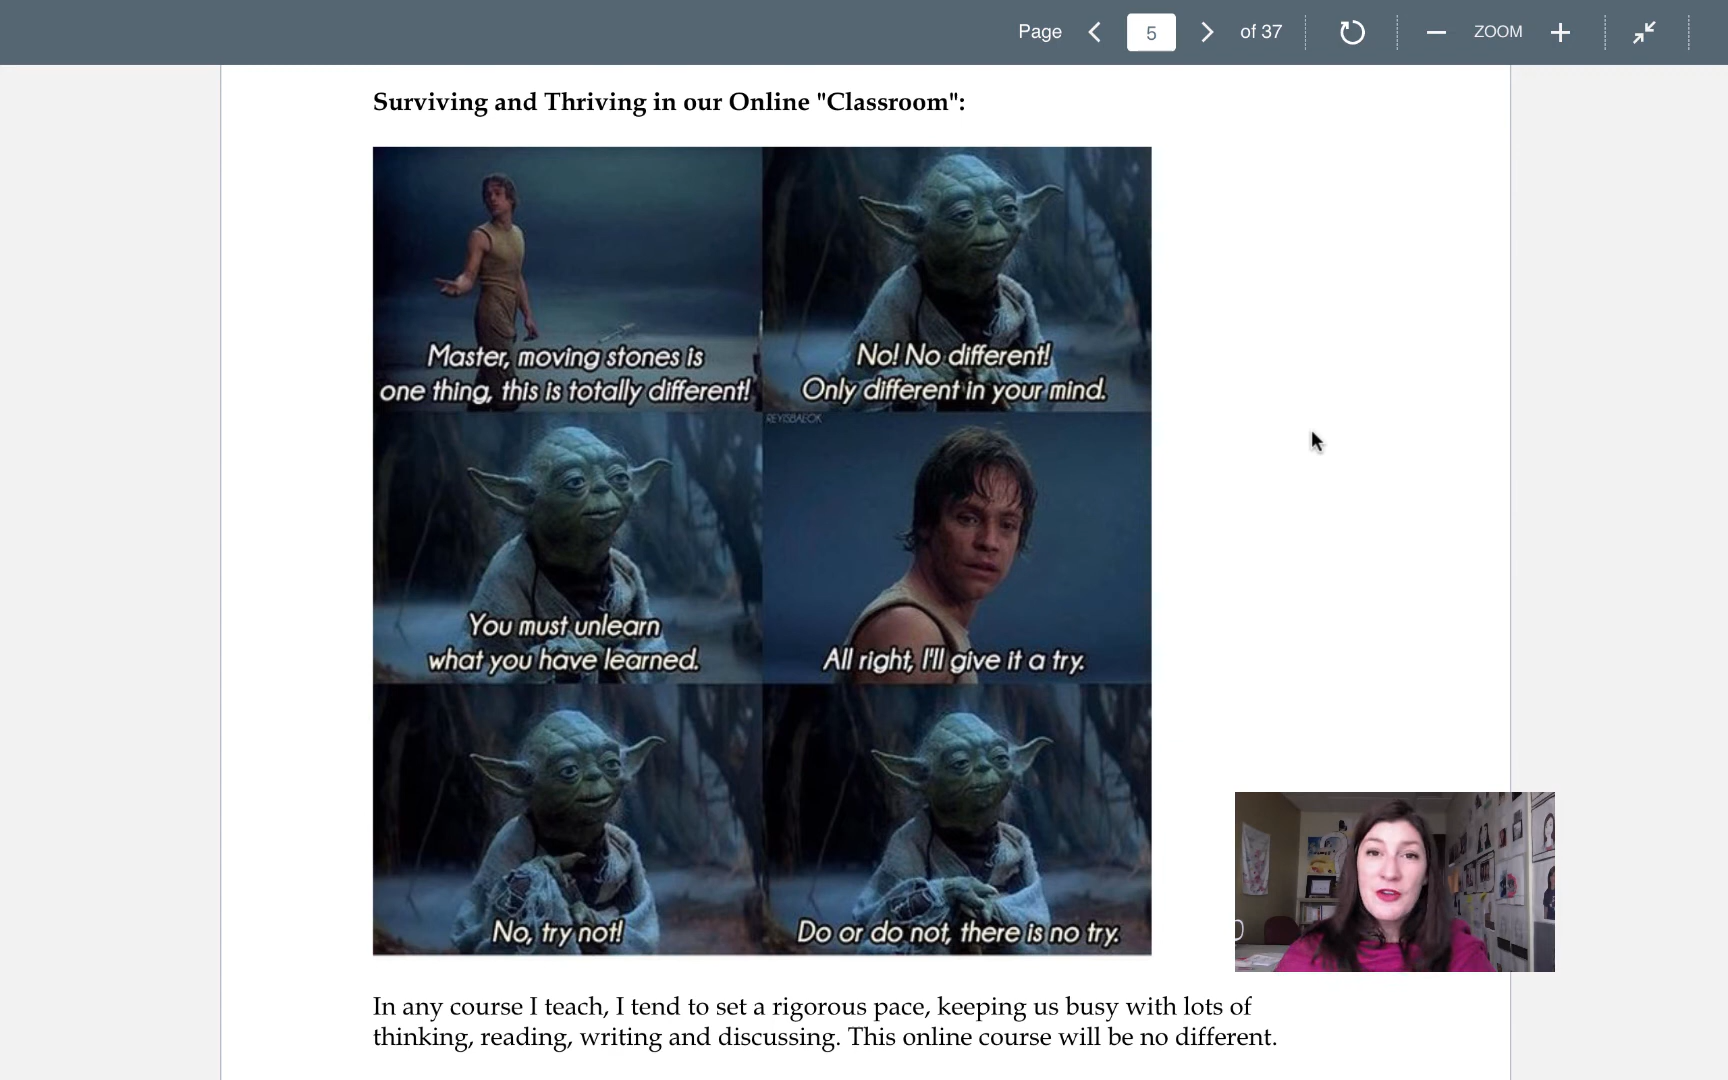 Page 5 of 37 ZOOM
Surviving and Thriving in our Online "Classroom":
Master, moving stones is
one thing, this is totally different!
No! No different!
Only different in your mind.
REYISBAEOK
You must unlearn
what you have learned.
All right, I'll give it a try.
No, try not!
Do or do not, there is no try.
In any course I teach, I tend to set a rigorous pace, keeping us busy with lots of
thinking, reading, writing and discussing. This online course will be no different.